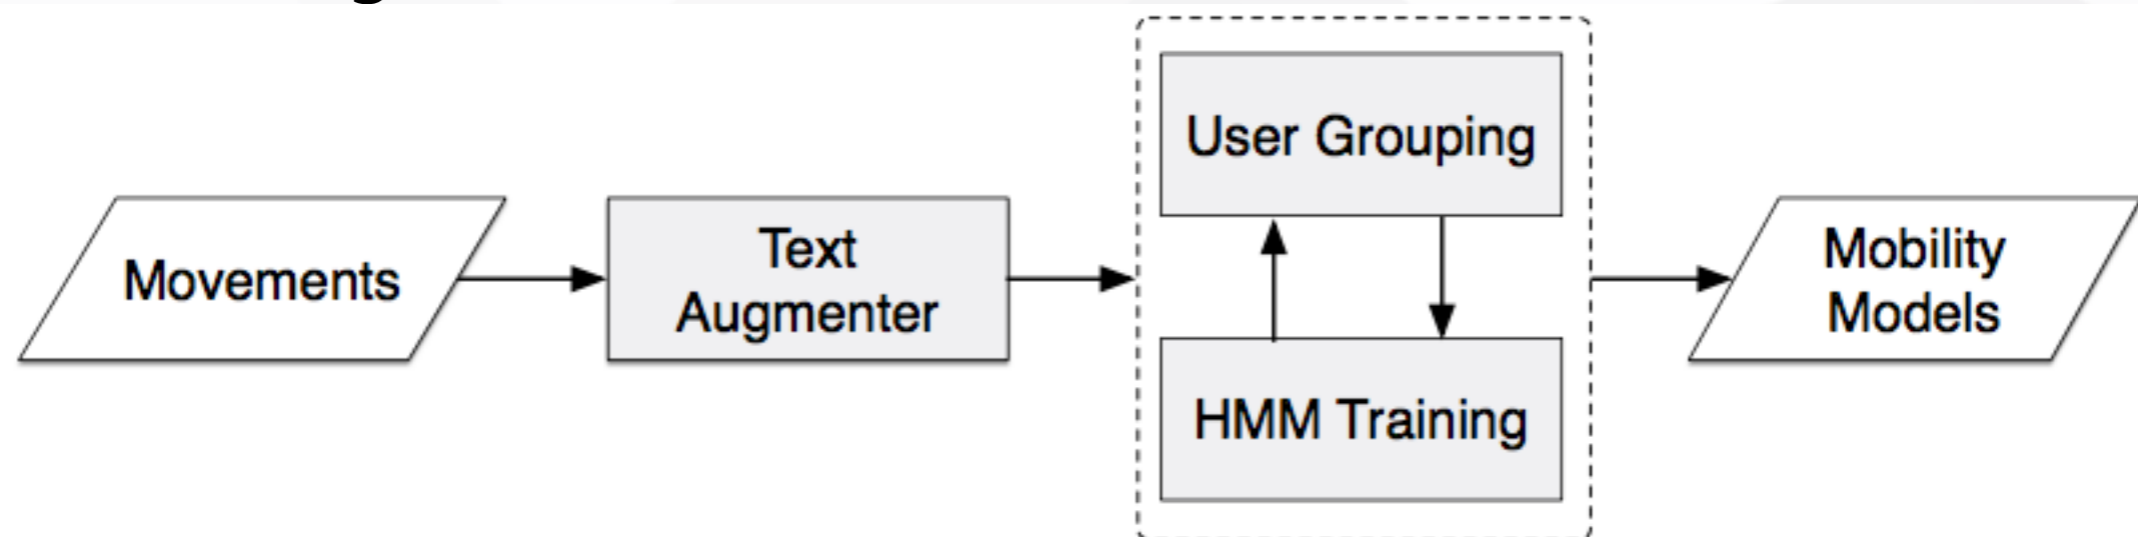 Movements
Text
Augmenter
User Grouping
HMM Training
Mobility
Models